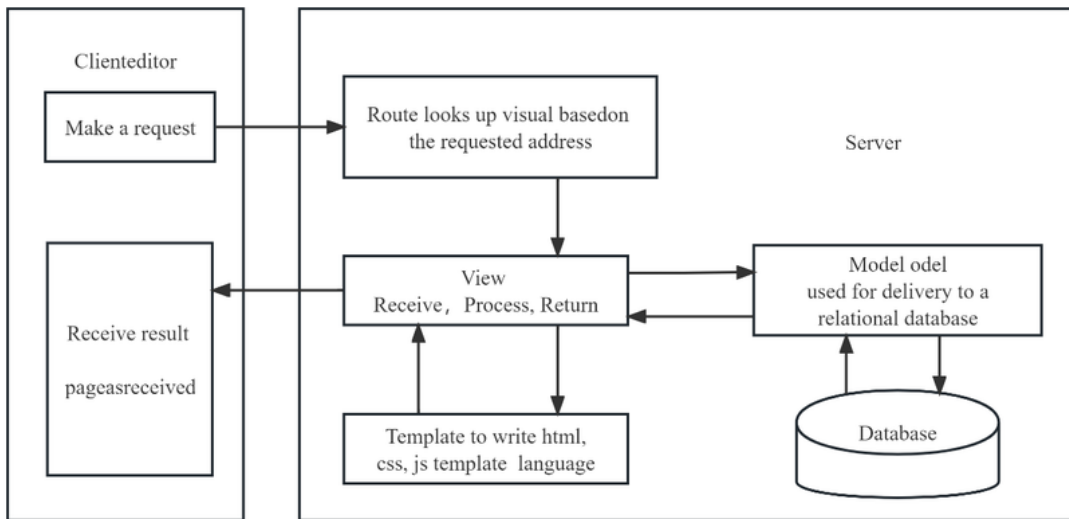 Clienteditor
Make a request
Route looks up visual basedon
the requested address
Server
View
Receive，Process, Return
Model odel
used for delivery to a
relational database
Receive result
pageasreceived
Template to write html,
css, js template language
Database